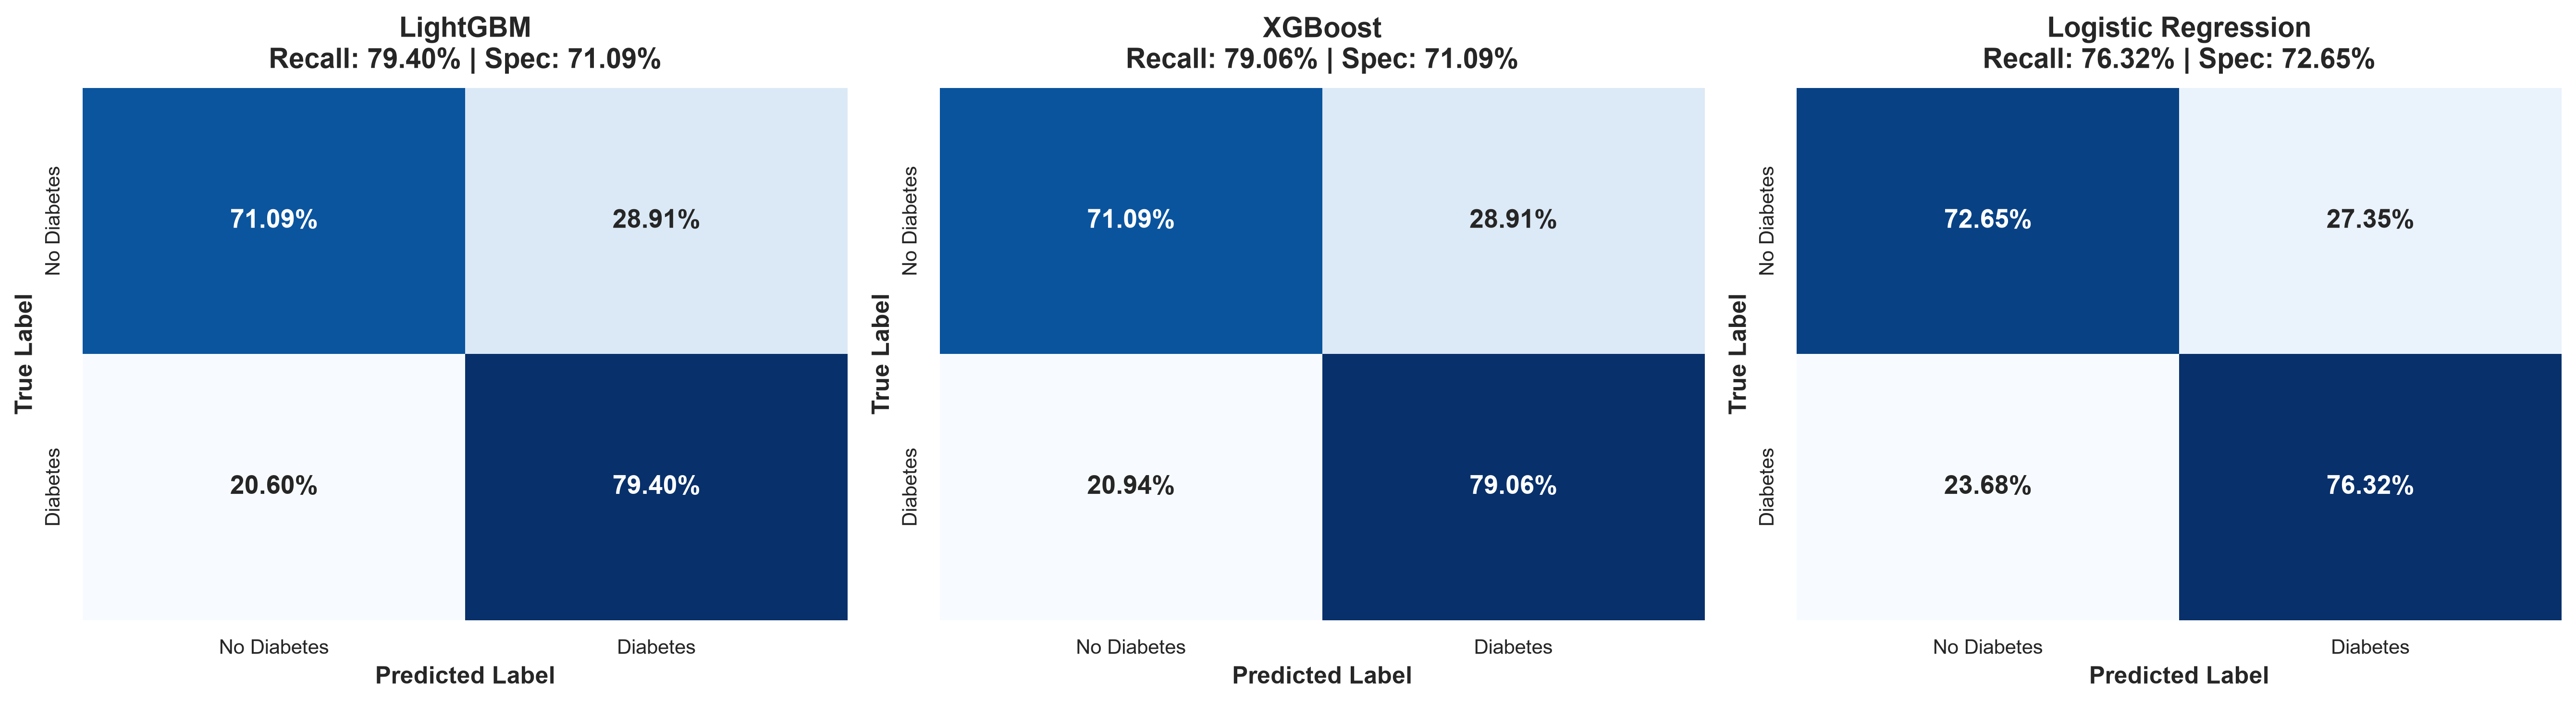 LightGBM
Recall: 79.40% | Spec: 71.09%
True Label
No Diabetes
71.09%
28.91%
Diabetes
20.60%
79.40%
No Diabetes
Diabetes
Predicted Label
XGBoost
Recall: 79.06% | Spec: 71.09%
True Label
No Diabetes
71.09%
28.91%
Diabetes
20.94%
79.06%
No Diabetes
Diabetes
Predicted Label
Logistic Regression
Recall: 76.32% | Spec: 72.65%
True Label
No Diabetes
72.65%
27.35%
Diabetes
23.68%
76.32%
No Diabetes
Diabetes
Predicted Label